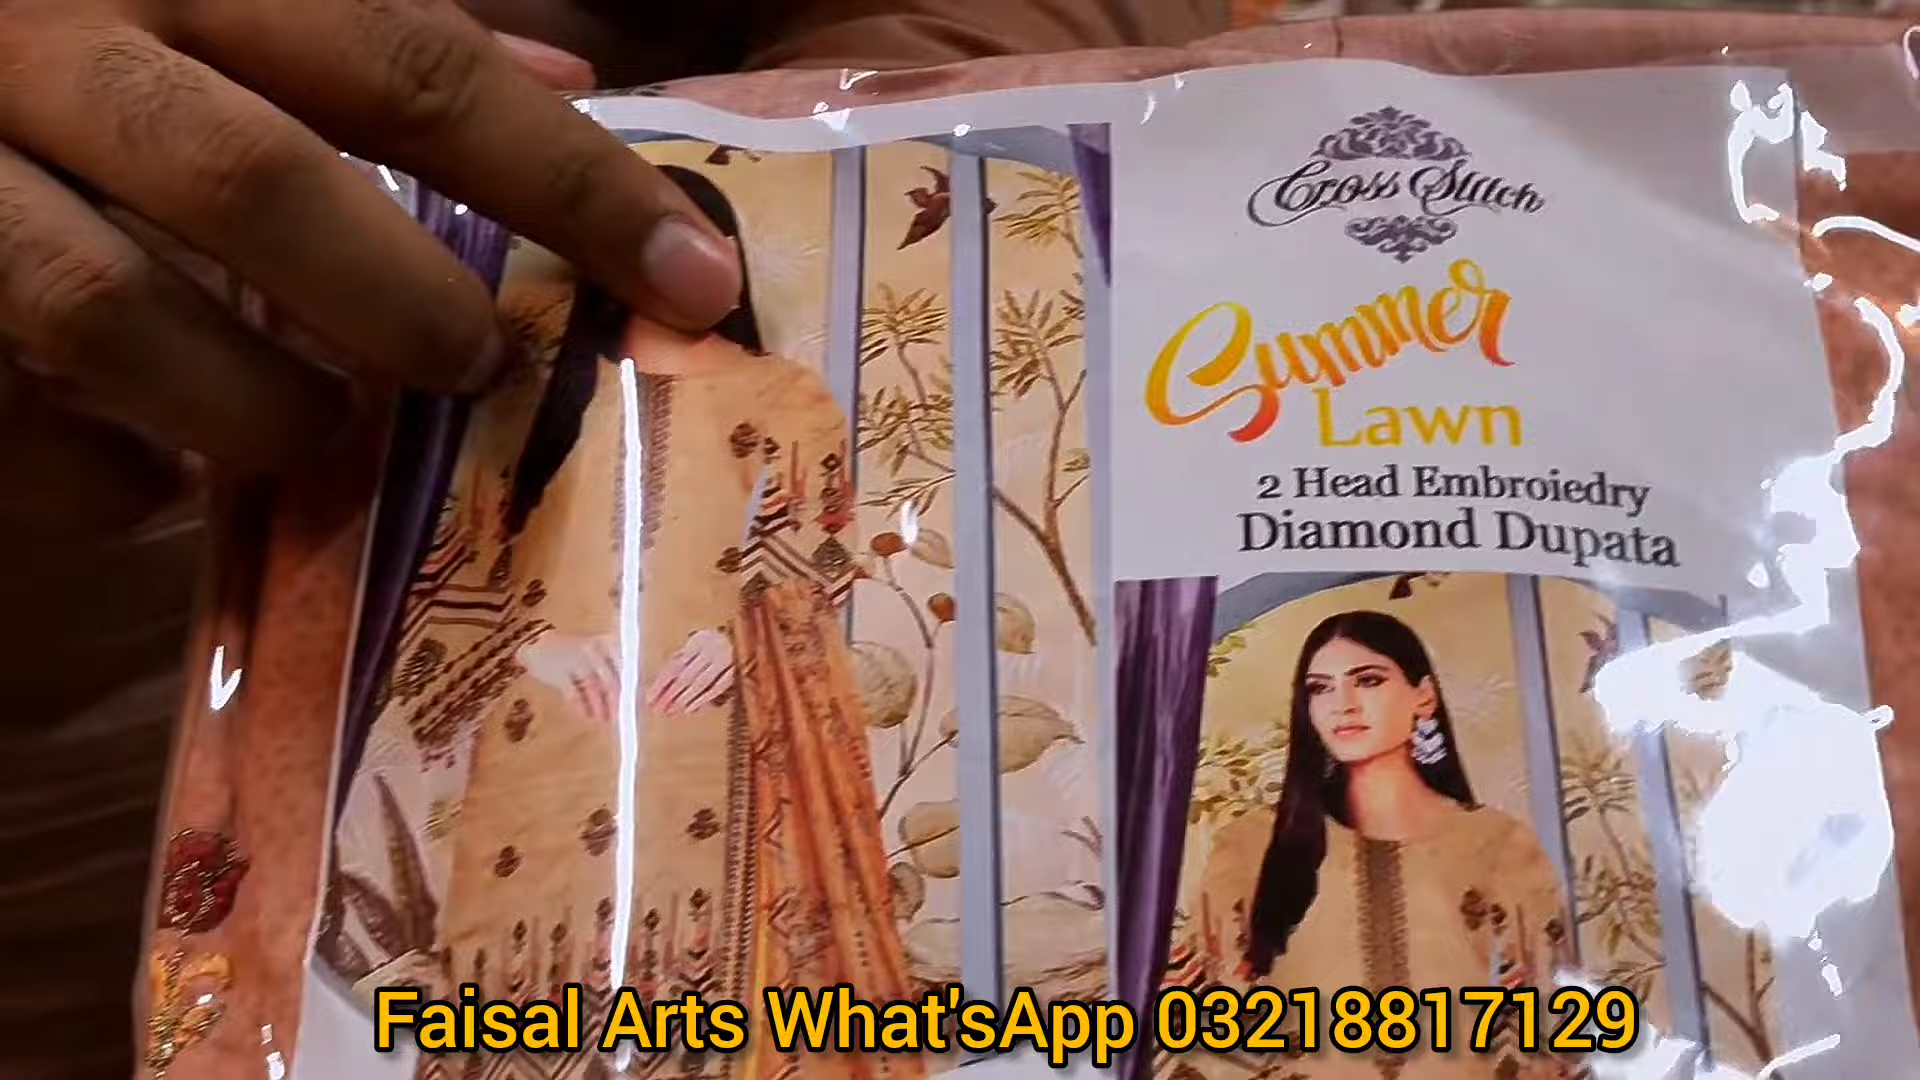 Cross Stitch
Summer
Lawn
2 Head Embroiedry
Diamond Dupata
Faisal Arts What'sApp 03218817129